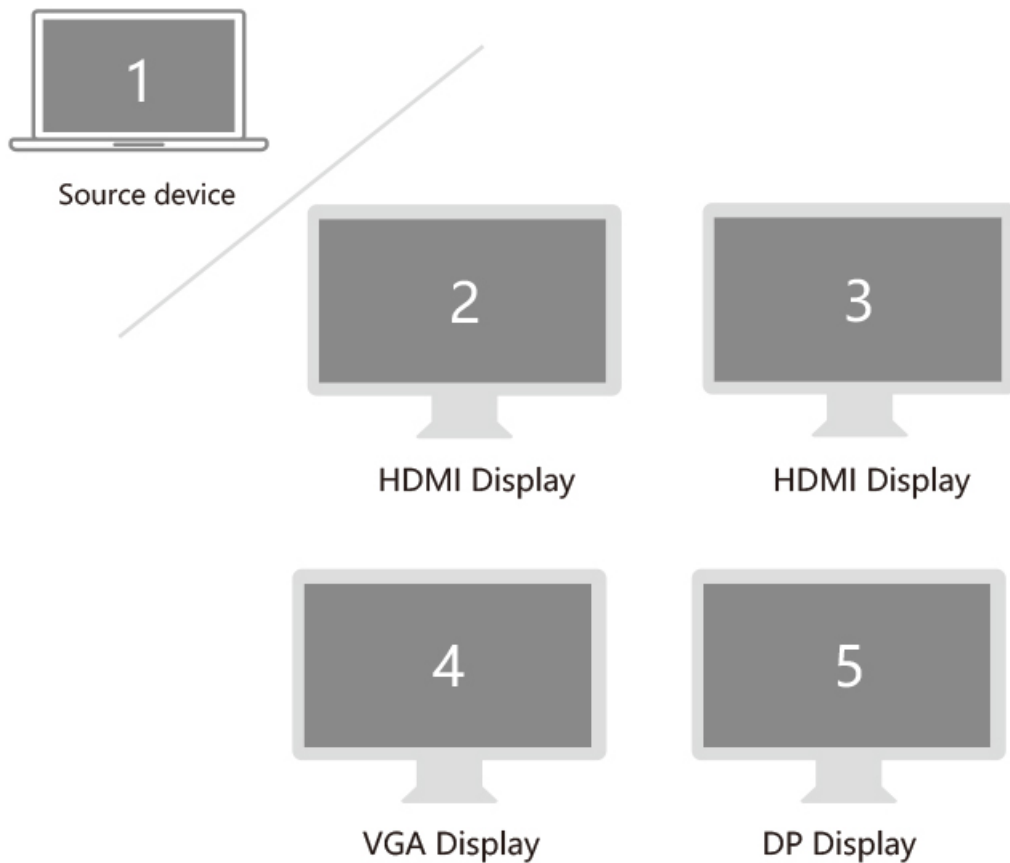 1
Source device
2
3
HDMI Display
HDMI Display
4
5
VGA Display
DP Display